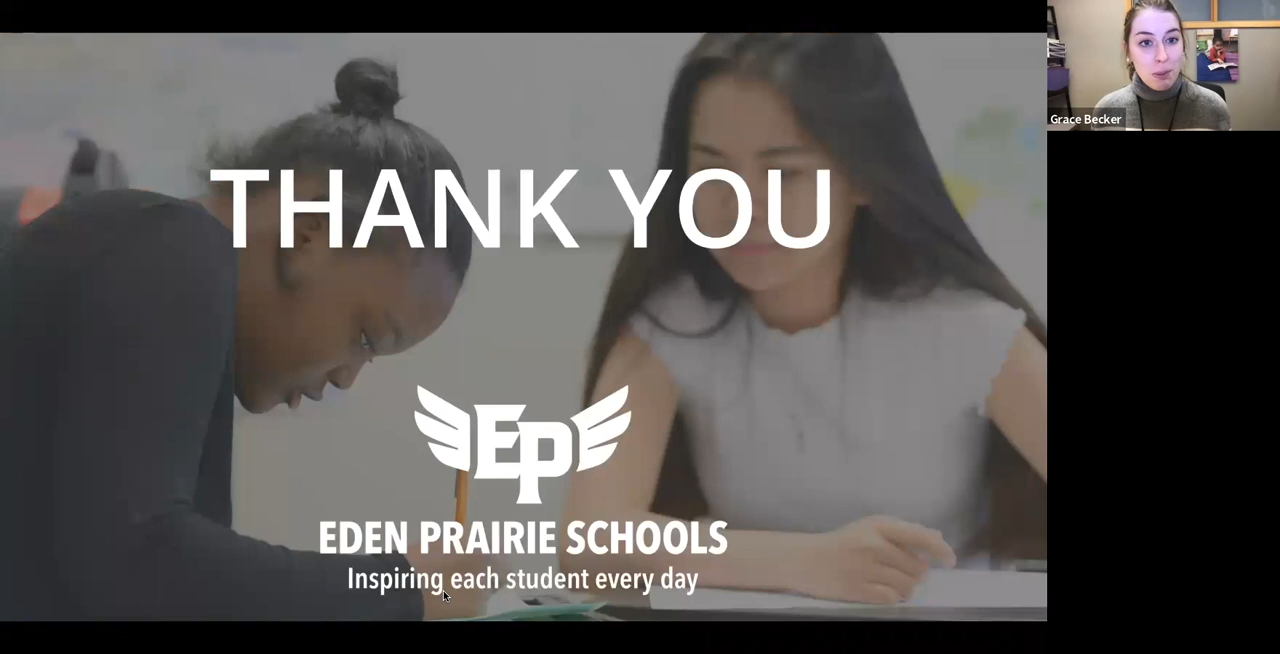 THANK YOU
EP
EDEN PRAIRIE SCHOOLS
Inspiring each student every day
Grace Becker